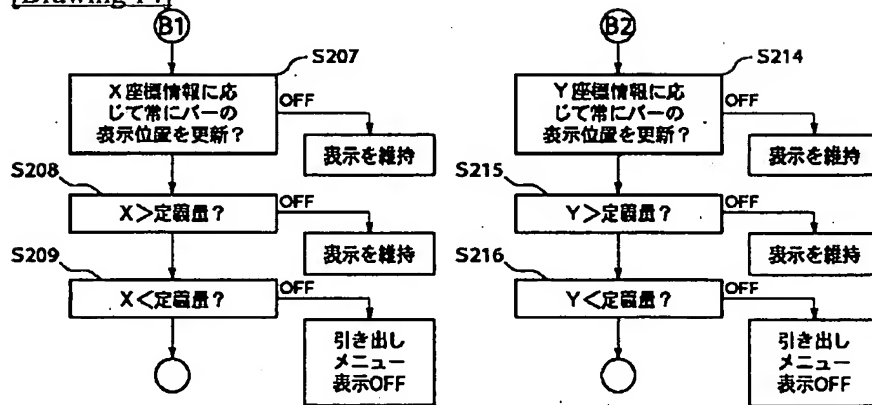 [Drawing 14]
B1
S207
X座標情報に応
じて常にバーの
表示位置を更新？
OFF
表示を維持
S208
X＞定義量？
OFF
表示を維持
S209
X＜定義量？
OFF
引き出し
メニュー
表示OFF
B2
S214
Y座標情報に応
じて常にバーの
表示位置を更新？
OFF
表示を維持
S215
Y＞定義量？
OFF
表示を維持
S216
Y＜定義量？
OFF
引き出し
メニュー
表示OFF